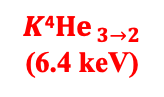 K⁴He ₃→₂
(6.4 keV)